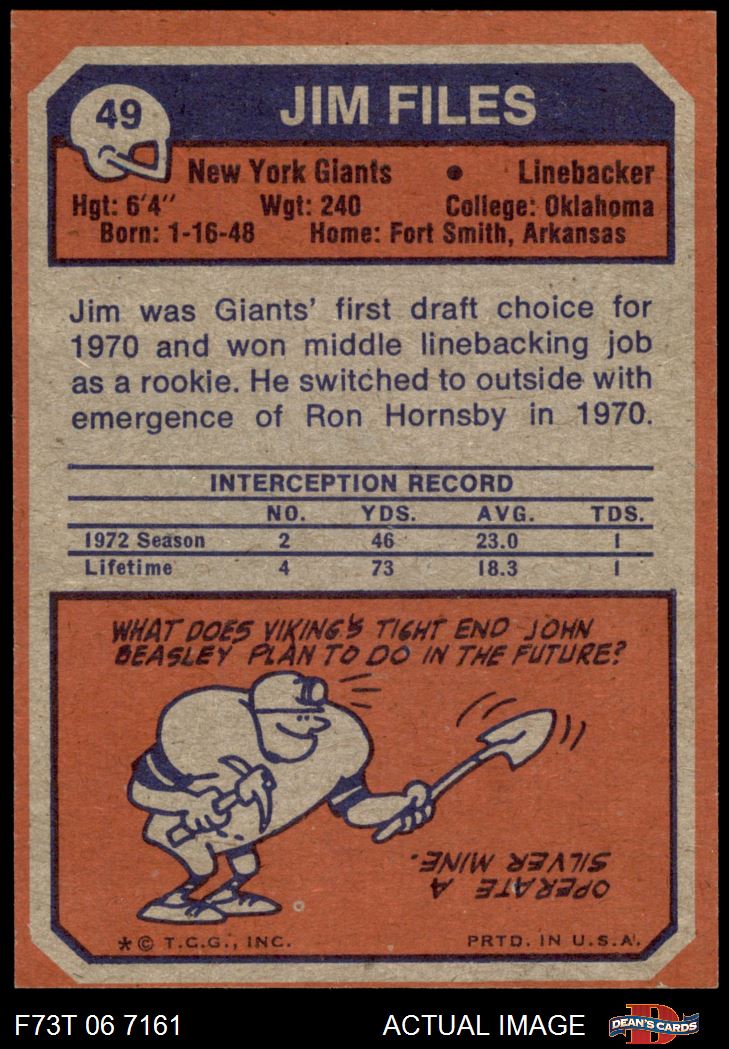 49
JIM FILES
New York Giants • Linebacker
Hgt: 6'4" Wgt: 240 College: Oklahoma
Born: 1-16-48 Home: Fort Smith, Arkansas
Jim was Giants' first draft choice for
1970 and won middle linebacking job
as a rookie. He switched to outside with
emergence of Ron Hornsby in 1970.
INTERCEPTION RECORD
NO. YDS. AVG. TDS.
1972 Season 2 46 23.0 1
Lifetime 4 73 18.3 1
WHAT DOES VIKING'S TIGHT END JOHN
BEASLEY PLAN TO DO IN THE FUTURE?
OPERATE A
SILVER MINE.
* © T.C.G., INC. PRTD. IN U.S.A.
F73T 06 7161 ACTUAL IMAGE D DEAN'S CARDS